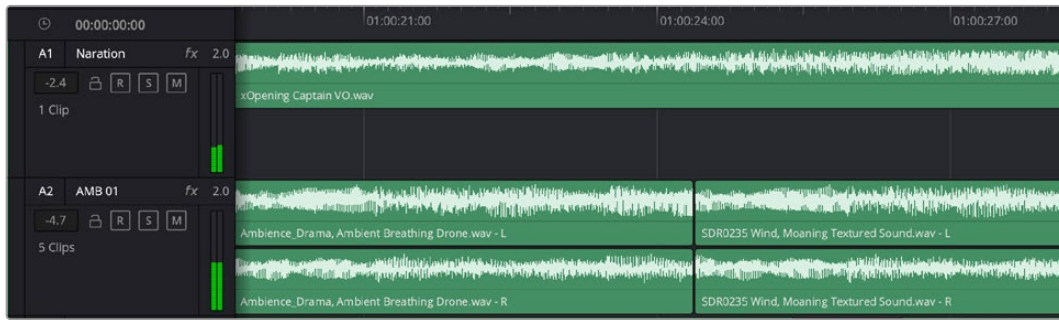 00:00:00:00 01:00:21:00 01:00:24:00 01:00:27:00
A1 Naration fx 2.0
-2.4 R S M
xOpening Captain VO.wav
1 Clip
A2 AMB 01 fx 2.0
-4.7 R S M
Ambience_Drama, Ambient Breathing Drone.wav - L SDR0235 Wind, Moaning Textured Sound.wav - L
5 Clips
Ambience_Drama, Ambient Breathing Drone.wav - R SDR0235 Wind, Moaning Textured Sound.wav - R